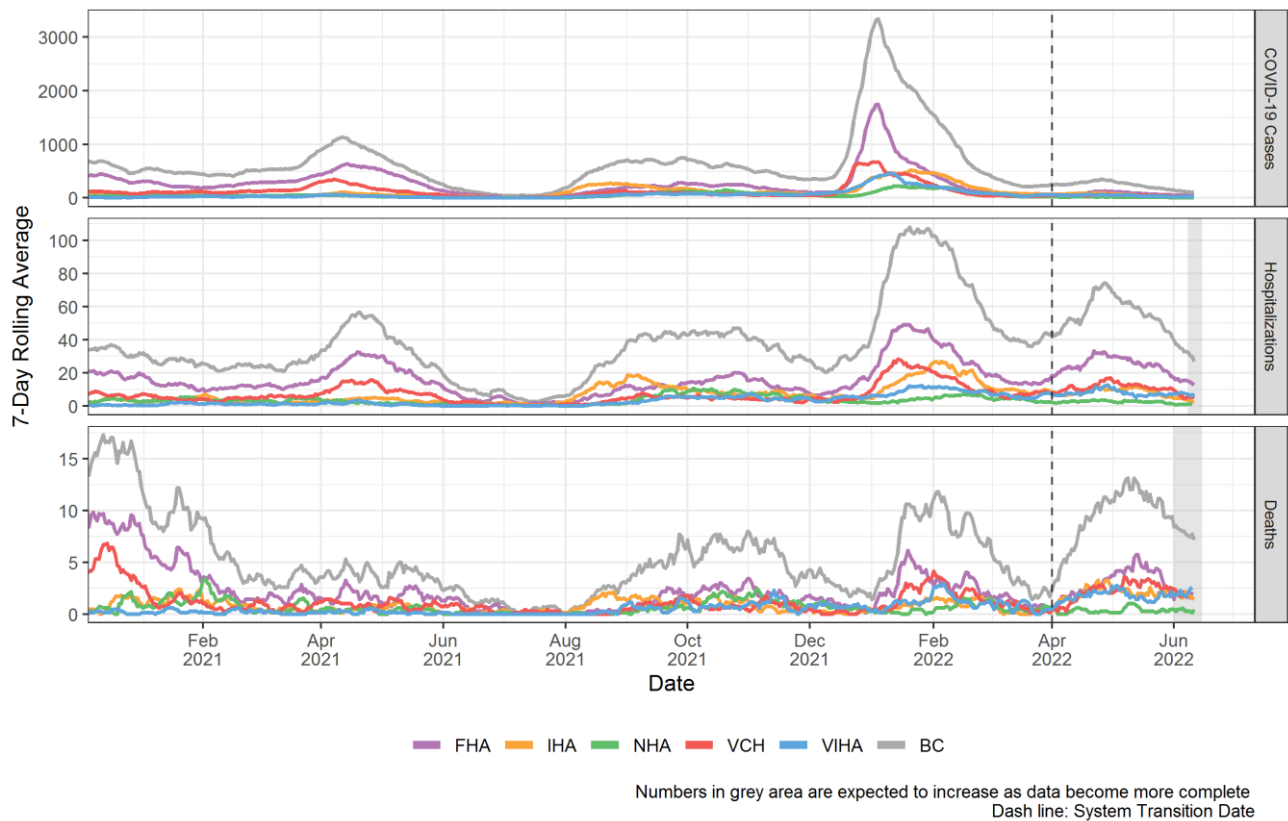 3000
2000
1000
0
COVID-19 Cases
100
80
60
40
20
0
Hospitalizations
15
10
5
0
Deaths
7-Day Rolling Average
Feb
2021
Apr
2021
Jun
2021
Aug
2021
Oct
2021
Dec
2021
Feb
2022
Apr
2022
Jun
2022
Date
FHA IHA NHA VCH VIHA BC
Numbers in grey area are expected to increase as data become more complete
Dash line: System Transition Date